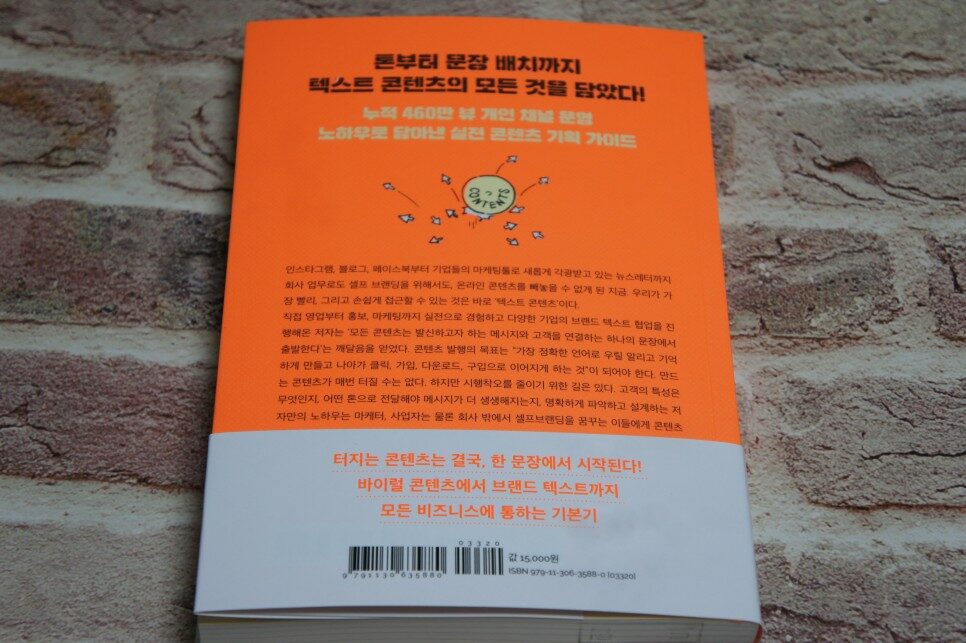 톤부터 문장 배치까지
텍스트 콘텐츠의 모든 것을 담았다!
누적 460만 뷰 개인 채널 운영
노하우로 담아낸 실전 콘텐츠 기획 가이드
CONTENTS
인스타그램, 블로그, 페이스북부터 기업들의 마케팅툴로 새롭게 각광받고 있는 뉴스레터까지
회사 업무로도 셀프 브랜딩을 위해서도, 온라인 콘텐츠를 빼놓을 수 없게 된 지금. 우리가 가
장 빨리, 그리고 손쉽게 접근할 수 있는 것은 바로 ‘텍스트 콘텐츠’이다.
직접 영업부터 홍보, 마케팅까지 실전으로 경험하고 다양한 기업의 브랜드 텍스트 협업을 진
행해온 저자는 ‘모든 콘텐츠는 발신하고자 하는 메시지와 고객을 연결하는 하나의 문장에서
출발한다’는 깨달음을 얻었다. 콘텐츠 발행의 목표는 “가장 정확한 언어로 우릴 알리고 기억
하게 만들고 나아가 클릭, 가입, 다운로드, 구입으로 이어지게 하는 것”이 되어야 한다. 만드
는 콘텐츠가 매번 터질 수는 없다. 하지만 시행착오를 줄이기 위한 길은 있다. 고객의 특성은
무엇인지, 어떤 톤으로 전달해야 메시지가 더 생생해지는지, 명확하게 파악하고 설계하는 저
자만의 노하우는 마케터, 사업자는 물론 회사 밖에서 셀프브랜딩을 꿈꾸는 이들에게 콘텐츠
터지는 콘텐츠는 결국, 한 문장에서 시작된다!
바이럴 콘텐츠에서 브랜드 텍스트까지
모든 비즈니스에 통하는 기본기
03320
9791130635880
값 15,000원
ISBN 979-11-306-3588-0 (03320)